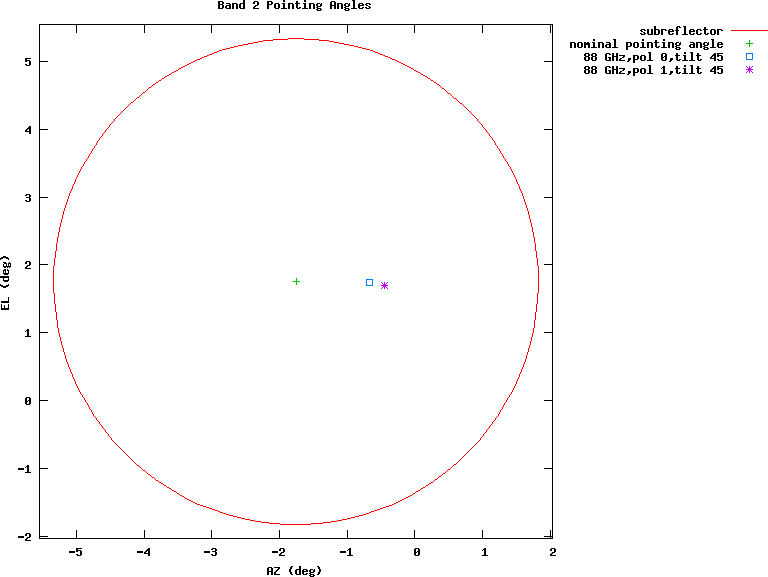 Band 2 Pointing Angles
subreflector
nominal pointing angle
88 GHz,pol 0,tilt 45
88 GHz,pol 1,tilt 45
5
4
3
2
1
0
-1
-2
EL (deg)
-5 -4 -3 -2 -1 0 1 2
AZ (deg)